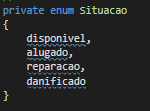 private enum Situacao
{
disponivel,
alugado,
reparacao,
danificado
}